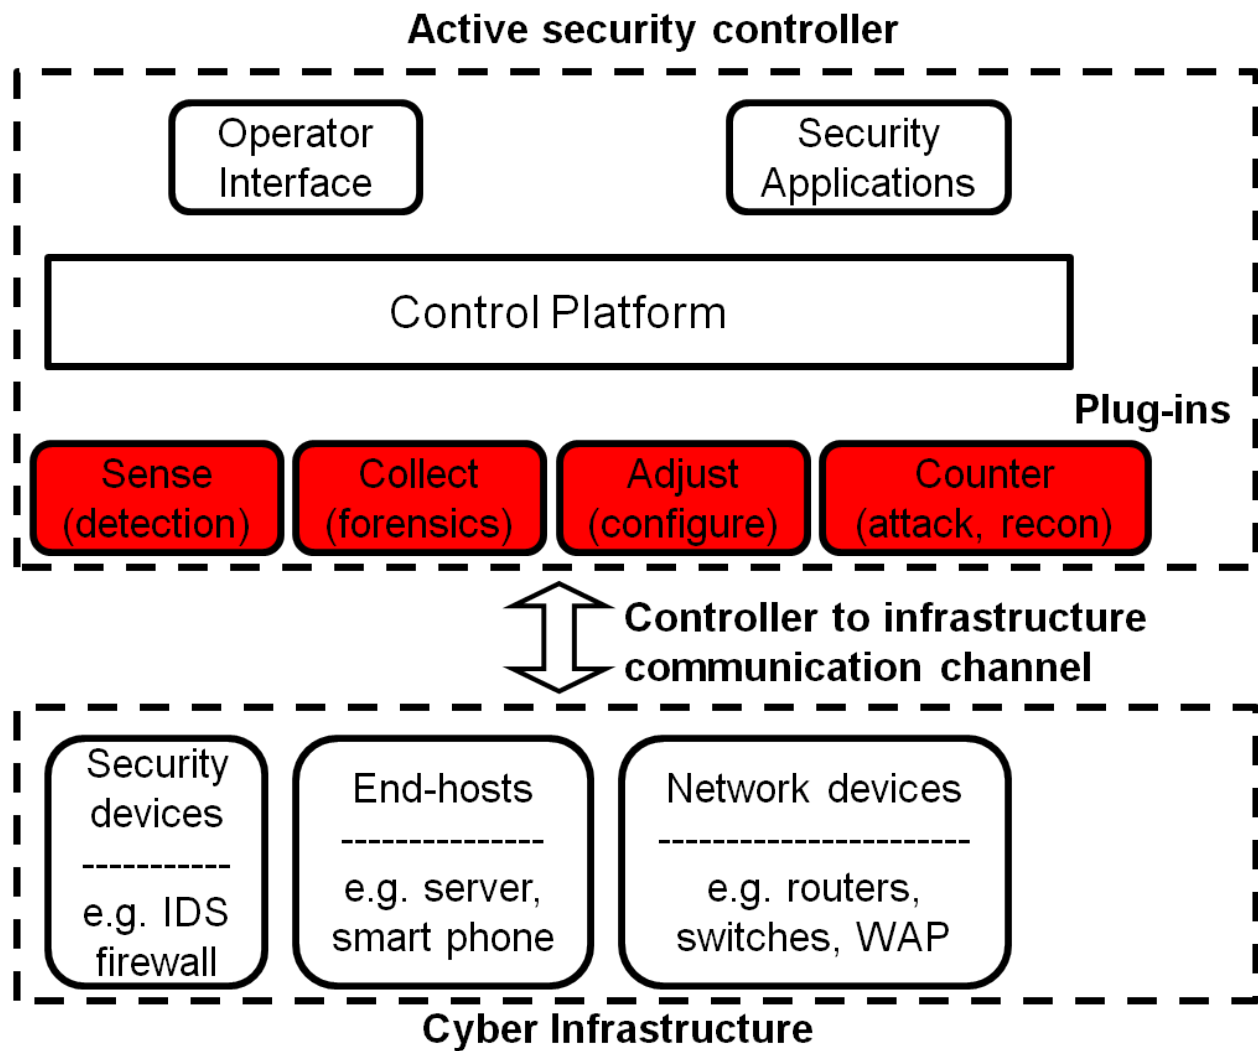 Active security controller
Operator
Interface
Security
Applications
Control Platform
Plug-ins
Sense
(detection)
Collect
(forensics)
Adjust
(configure)
Counter
(attack, recon)
Controller to infrastructure
communication channel
Security
devices
-----------
e.g. IDS
firewall
End-hosts
---------------
e.g. server,
smart phone
Network devices
-----------------------
e.g. routers,
switches, WAP
Cyber Infrastructure